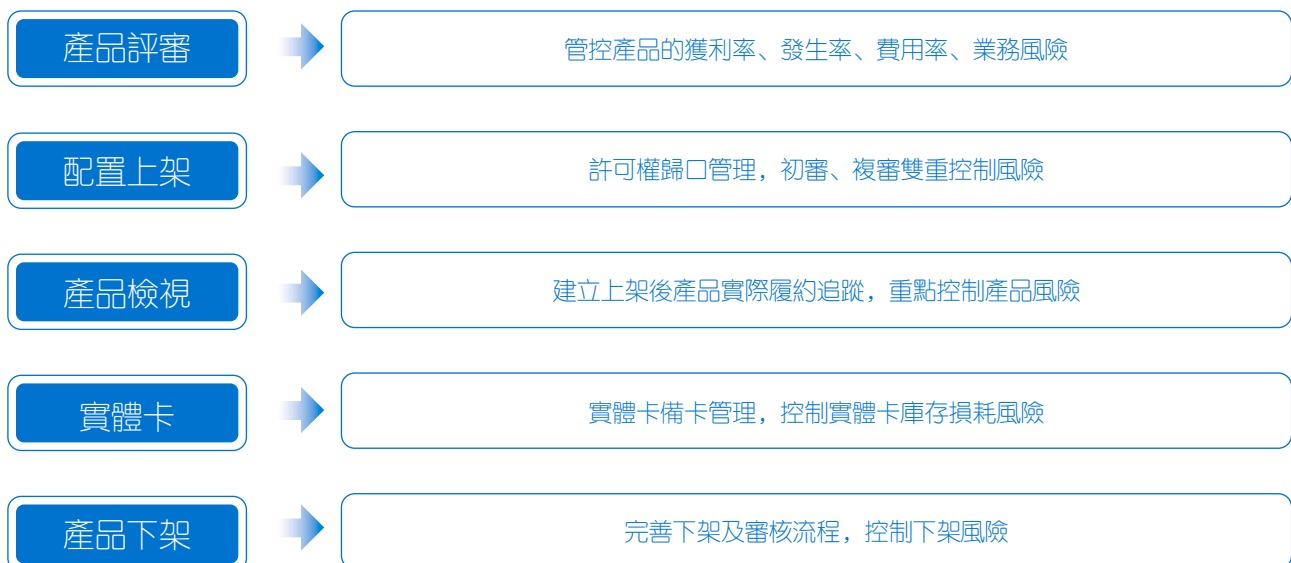 產品評審
管控產品的獲利率、發生率、費用率、業務風險
配置上架
許可權歸口管理，初審、複審雙重控制風險
產品檢視
建立上架後產品實際履約追蹤，重點控制產品風險
實體卡
實體卡備卡管理，控制實體卡庫存損耗風險
產品下架
完善下架及審核流程，控制下架風險